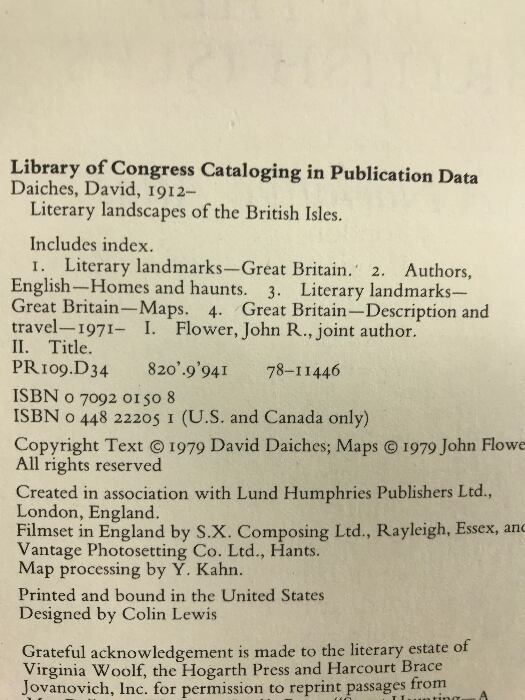 Library of Congress Cataloging in Publication Data
Daiches, David, 1912–
Literary landscapes of the British Isles.
Includes index.
1. Literary landmarks—Great Britain. 2. Authors,
English—Homes and haunts. 3. Literary landmarks—
Great Britain—Maps. 4. Great Britain—Description and
travel—1971– I. Flower, John R., joint author.
II. Title.
PR109.D34 820'.9'941 78-11446
ISBN 0 7092 0150 8
ISBN 0 448 22205 1 (U.S. and Canada only)
Copyright Text © 1979 David Daiches; Maps © 1979 John Flowe
All rights reserved
Created in association with Lund Humphries Publishers Ltd.,
London, England.
Filmset in England by S.X. Composing Ltd., Rayleigh, Essex, and
Vantage Photosetting Co. Ltd., Hants.
Map processing by Y. Kahn.
Printed and bound in the United States
Designed by Colin Lewis
Grateful acknowledgement is made to the literary estate of
Virginia Woolf, the Hogarth Press and Harcourt Brace
Jovanovich, Inc. for permission to reprint passages from